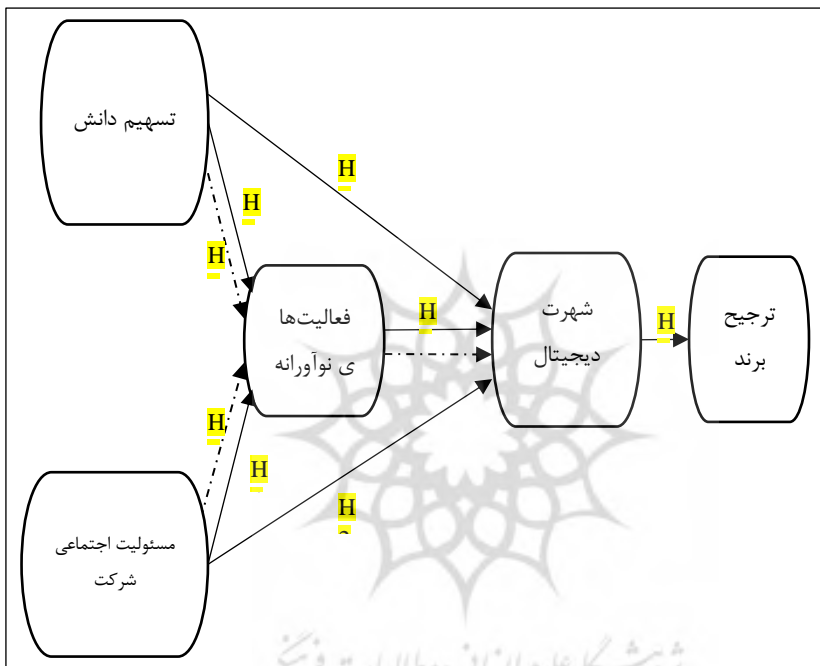 تسهیم دانش
H
H
H
فعالیت‌ها
ی نوآورانه
H
شهرت
دیجیتال
H
ترجیح
برند
H
H
H
مسئولیت اجتماعی
شرکت